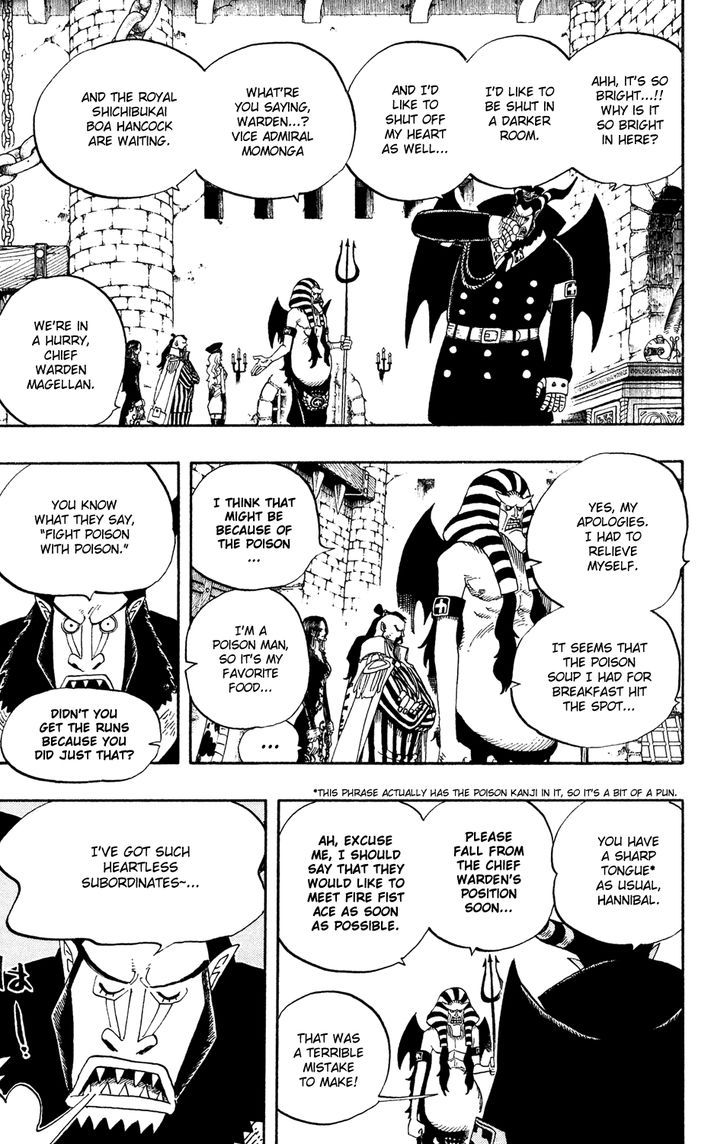 AHH, IT'S SO
BRIGHT...!!
WHY IS IT
SO BRIGHT
IN HERE?
I'D LIKE TO
BE SHUT IN
A DARKER
ROOM.
AND I'D
LIKE TO
SHUT OFF
MY HEART
AS WELL...
WHAT'RE
YOU SAYING,
WARDEN...?
VICE ADMIRAL
MOMONGA
AND THE ROYAL
SHICHIBUKAI
BOA HANCOCK
ARE WAITING.
WE'RE IN
A HURRY,
CHIEF
WARDEN
MAGELLAN.
YES, MY
APOLOGIES.
I HAD TO
RELIEVE
MYSELF.
IT SEEMS THAT
THE POISON
SOUP I HAD FOR
BREAKFAST HIT
THE SPOT...
I THINK THAT
MIGHT BE
BECAUSE OF
THE POISON
...
I'M A
POISON MAN,
SO IT'S MY
FAVORITE
FOOD...
...
YOU KNOW
WHAT THEY SAY,
"FIGHT POISON
WITH POISON."
DIDN'T YOU
GET THE RUNS
BECAUSE YOU
DID JUST THAT?
*THIS PHRASE ACTUALLY HAS THE POISON KANJI IN IT, SO IT'S A BIT OF A PUN.
YOU HAVE
A SHARP
TONGUE*
AS USUAL,
HANNIBAL.
PLEASE
FALL FROM
THE CHIEF
WARDEN'S
POSITION
SOON...
AH, EXCUSE
ME, I SHOULD
SAY THAT THEY
WOULD LIKE TO
MEET FIRE FIST
ACE AS SOON
AS POSSIBLE.
THAT WAS
A TERRIBLE
MISTAKE
TO MAKE!
I'VE GOT SUCH
HEARTLESS
SUBORDINATES~...